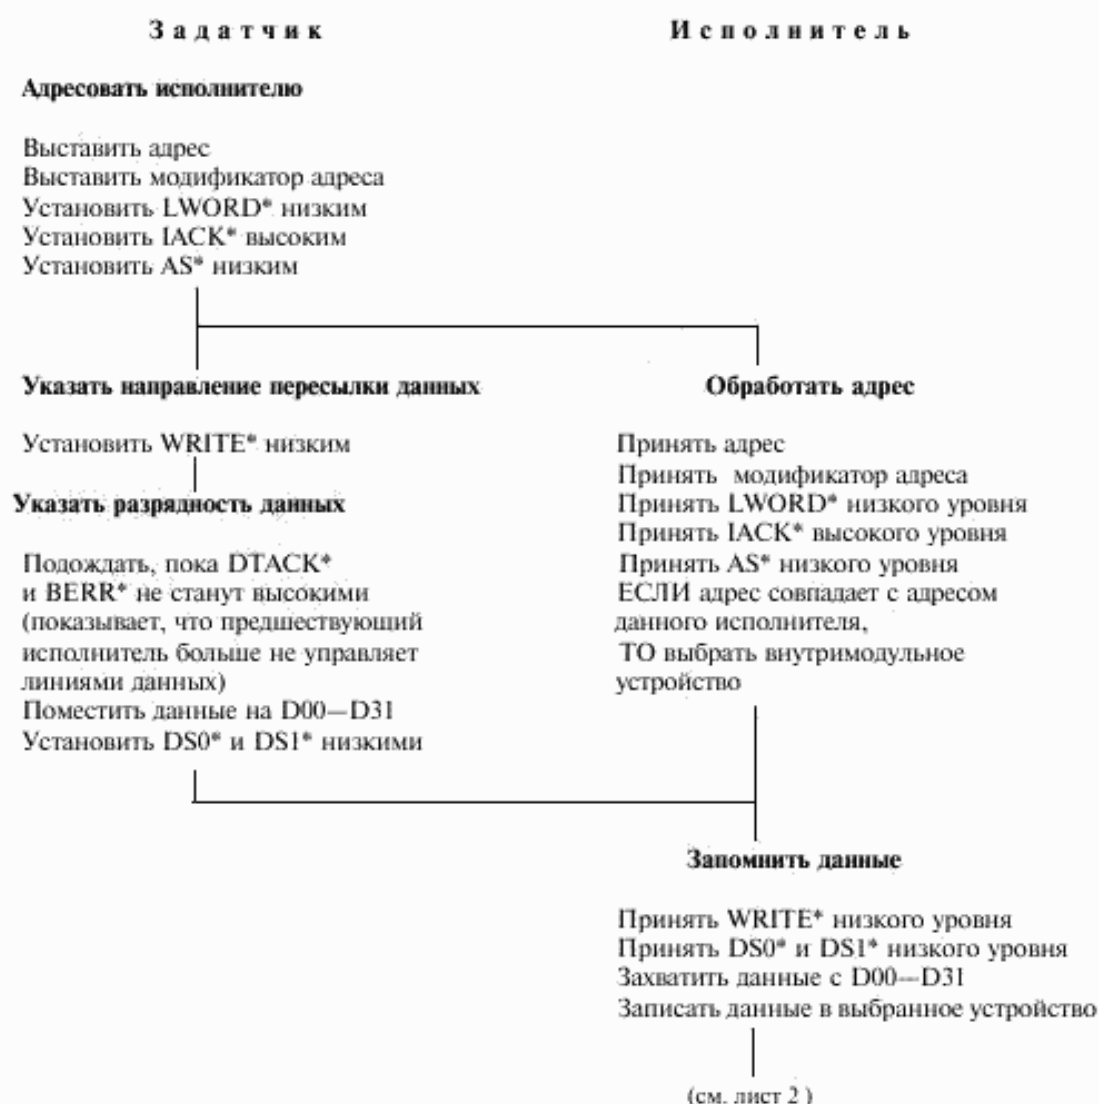 Задатчик
Исполнитель
Адресовать исполнителю
Выставить адрес
Выставить модификатор адреса
Установить LWORD* низким
Установить IACK* высоким
Установить AS* низким
Указать направление пересылки данных
Установить WRITE* низким
Указать разрядность данных
Подождать, пока DTACK*
и BERR* не станут высокими
(показывает, что предшествующий
исполнитель больше не управляет
линиями данных)
Поместить данные на D00—D31
Установить DS0* и DS1* низкими
Обработать адрес
Принять адрес
Принять модификатор адреса
Принять LWORD* низкого уровня
Принять IACK* высокого уровня
Принять AS* низкого уровня
ЕСЛИ адрес совпадает с адресом
данного исполнителя,
ТО выбрать внутримодульное
устройство
Запомнить данные
Принять WRITE* низкого уровня
Принять DS0* и DS1* низкого уровня
Захватить данные с D00—D31
Записать данные в выбранное устройство
(см. лист 2 )